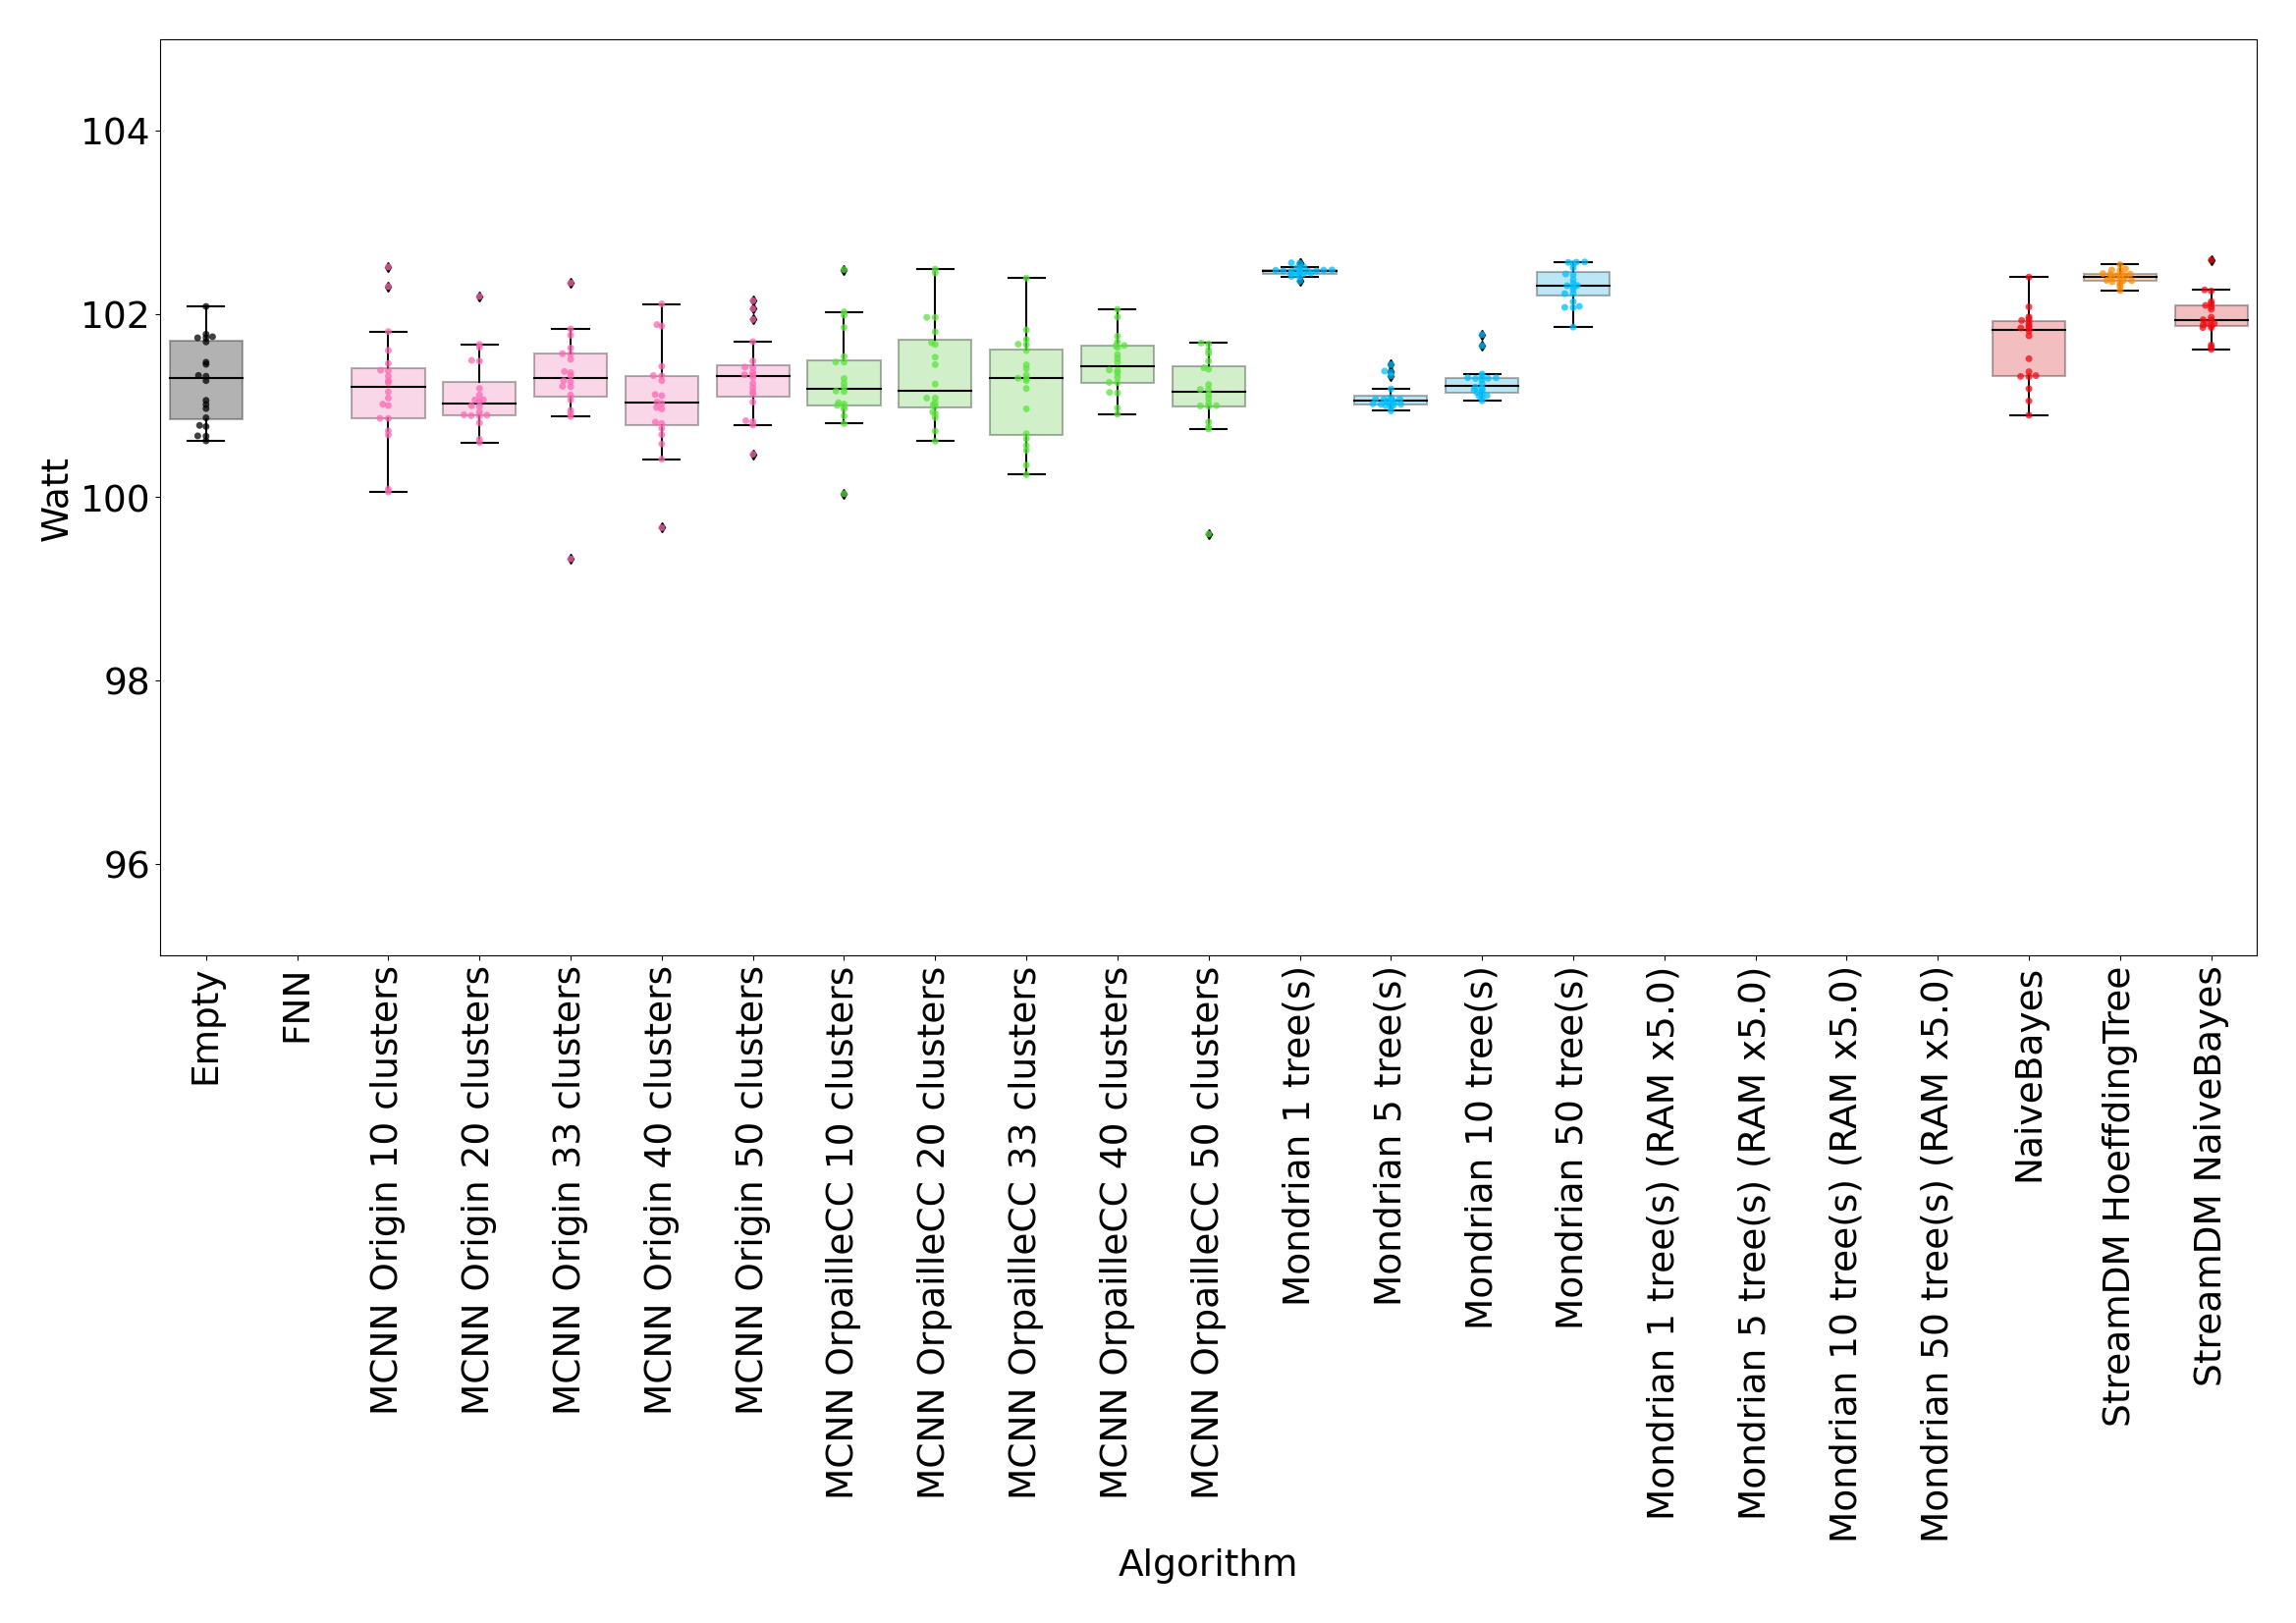 Watt
104
102
100
98
96
Empty
FNN
MCNN Origin 10 clusters
MCNN Origin 20 clusters
MCNN Origin 33 clusters
MCNN Origin 40 clusters
MCNN Origin 50 clusters
MCNN OrpailleCC 10 clusters
MCNN OrpailleCC 20 clusters
MCNN OrpailleCC 33 clusters
MCNN OrpailleCC 40 clusters
MCNN OrpailleCC 50 clusters
Mondrian 1 tree(s)
Mondrian 5 tree(s)
Mondrian 10 tree(s)
Mondrian 50 tree(s)
Mondrian 1 tree(s) (RAM x5.0)
Mondrian 5 tree(s) (RAM x5.0)
Mondrian 10 tree(s) (RAM x5.0)
Mondrian 50 tree(s) (RAM x5.0)
NaiveBayes
StreamDM HoeffdingTree
StreamDM NaiveBayes
Algorithm